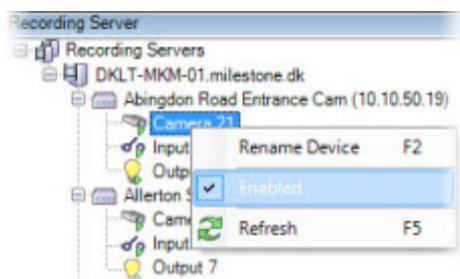 Recording Server
Recording Servers
DKLT-MKM-01.milestone.dk
Abingdon Road Entrance Cam (10.10.50.19)
Camera 21
Input
Rename Device F2
Outp
Enabled
Allerton S
Came
Refresh F5
Input
Output 7